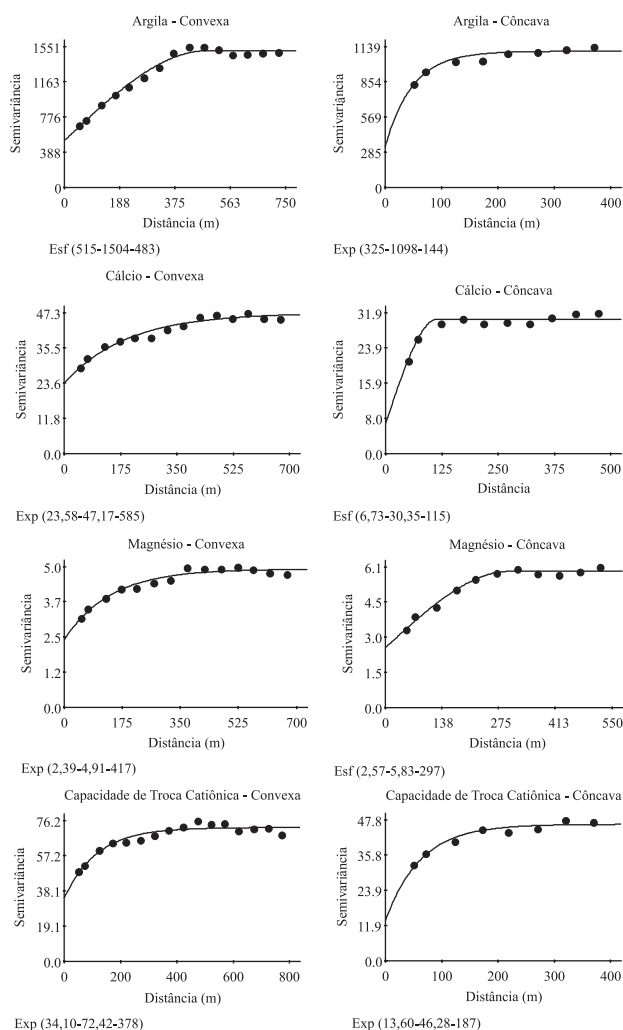 Argila - Convexa
1551
1163
776
388
0
Semivariância
0 188 375 563 750
Distância (m)
Esf (515-1504-483)
Argila - Côncava
1139
854
569
285
0
Semivariância
0 100 200 300 400
Distância (m)
Exp (325-1098-144)
Cálcio - Convexa
47.3
35.5
23.6
11.8
0.0
Semivariância
0 175 350 525 700
Distância (m)
Exp (23,58-47,17-585)
Cálcio - Côncava
31.9
23.9
15.9
8.0
0.0
Semivariância
0 125 250 375 500
Distância (m)
Esf (6,73-30,35-115)
Magnésio - Convexa
5.0
3.7
2.5
1.2
0.0
Semivariância
0 175 350 525 700
Distância (m)
Exp (2,39-4,91-417)
Magnésio - Côncava
6.1
4.5
3.0
1.5
0.0
Semivariância
0 138 275 413 550
Distância (m)
Esf (2,57-5,83-297)
Capacidade de Troca Catiônica - Convexa
76.2
57.2
38.1
19.1
0.0
Semivariância
0 200 400 600 800
Distância (m)
Exp (34,10-72,42-378)
Capacidade de Troca Catiônica - Côncava
47.8
35.8
23.9
11.9
0.0
Semivariância
0 100 200 300 400
Distância (m)
Exp (13,60-46,28-187)